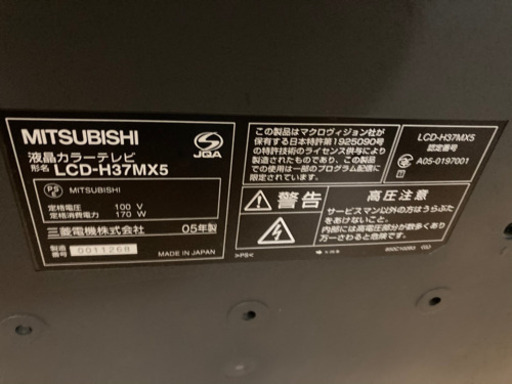 MITSUBISHI
液晶カラーテレビ
形名 LCD-H37MX5
JQA
PS E MITSUBISHI
定格電圧 100 V
定格消費電力 170 W
三菱電機株式会社 05年製
製造番号 0011268 MADE IN JAPAN
この製品はマクロヴィジョン社が
保有する日本特許第1925090号
の特許技術のライセンス供与により
製造されたものであり、この製品
での使用は一部のプログラム配信に
限定されます。
LCD-H37MX5
認定番号
A05-0197001
警告
高圧注意
サービスマン以外の方はうらぶた
をあけないこと。
内部には高電圧部分が数多くあり
万一さわると危険です。
>PS<